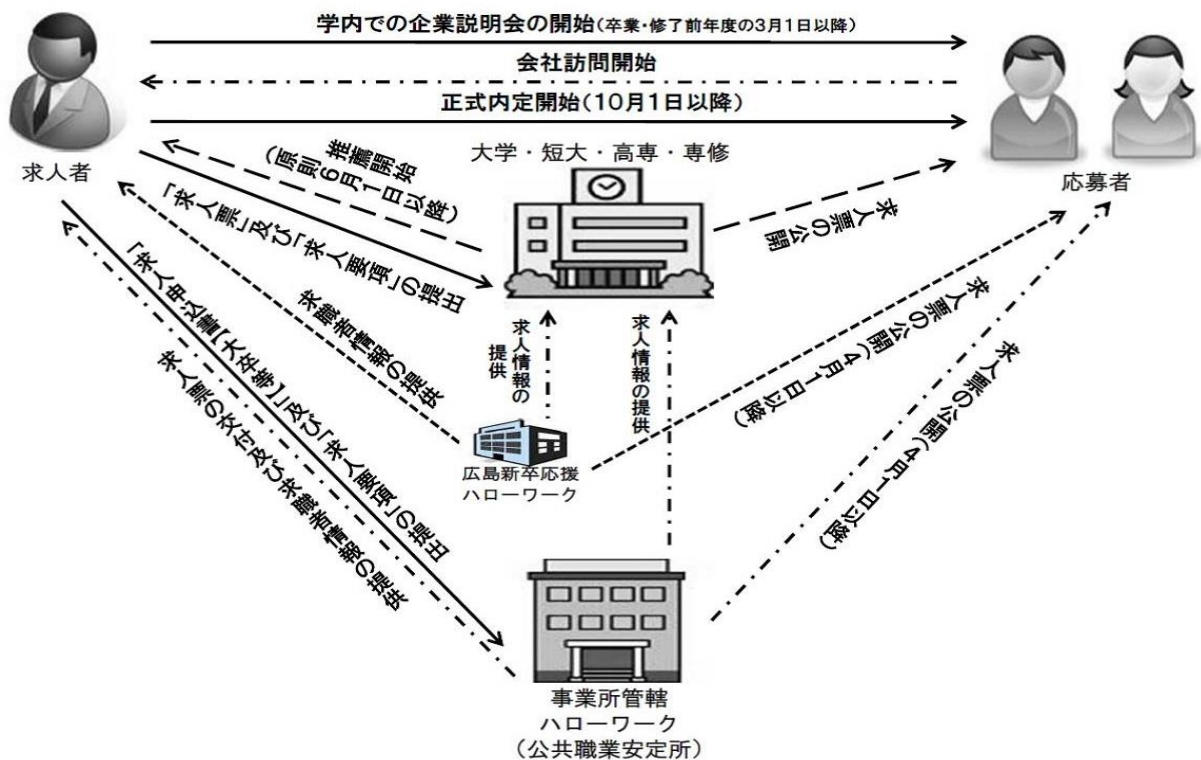 学内での企業説明会の開始(卒業・修了前年度の3月1日以降)
会社訪問開始
正式内定開始(10月1日以降)
求人者
大学・短大・高専・専修
応募者
推薦開始
(原則6月1日以降)
「求人票」及び「求人要項」の提出
求人票の公開
求職者情報の提供
求人情報の
提供
求人情報の提供
求人票の公開(4月1日以降)
求人票の公開(4月1日以降)
広島新卒応援
ハローワーク
「求人申込書【大卒等】」及び「求人要項」の提出
求人票の交付及び求職者情報の提供
事業所管轄
ハローワーク
(公共職業安定所)